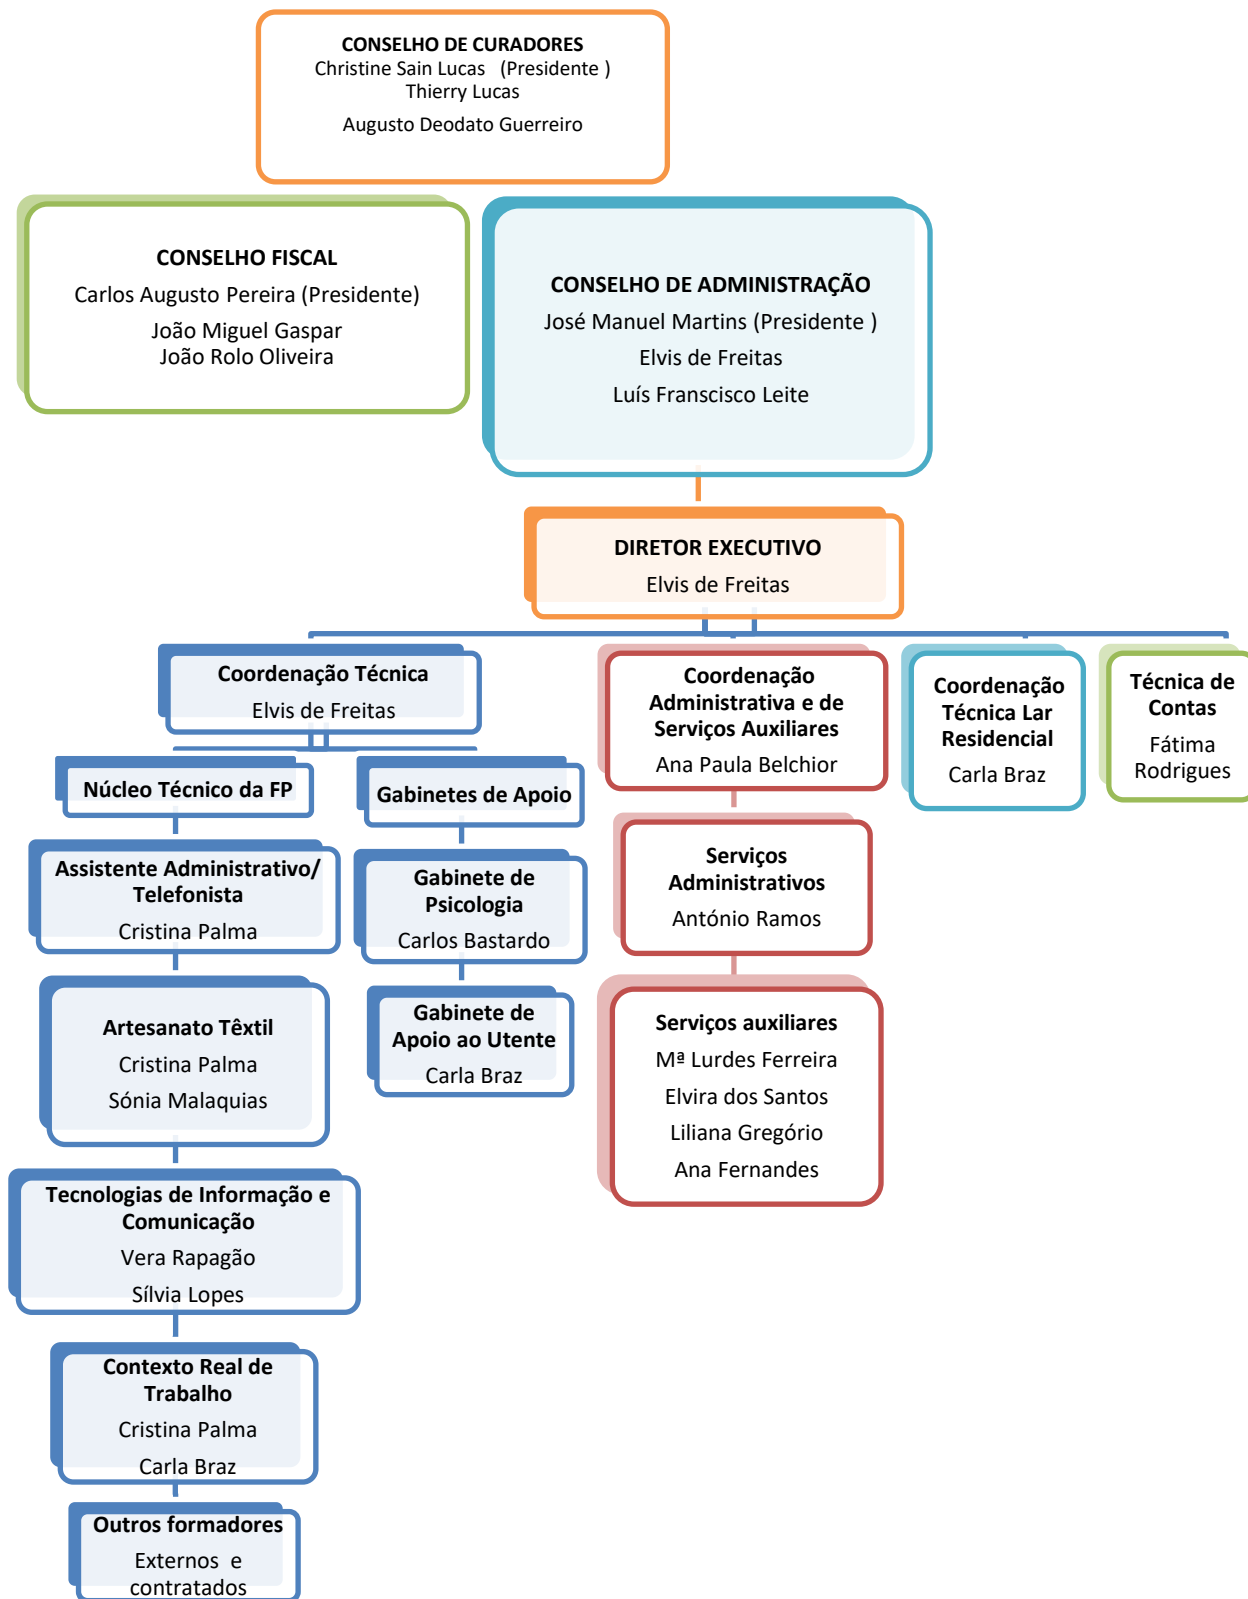 CONSELHO DE CURADORES
Christine Sain Lucas (Presidente )
Thierry Lucas
Augusto Deodato Guerreiro
CONSELHO FISCAL
Carlos Augusto Pereira (Presidente)
João Miguel Gaspar
João Rolo Oliveira
CONSELHO DE ADMINISTRAÇÃO
José Manuel Martins (Presidente )
Elvis de Freitas
Luís Franscisco Leite
DIRETOR EXECUTIVO
Elvis de Freitas
Coordenação Técnica
Elvis de Freitas
Núcleo Técnico da FP
Assistente Administrativo/
Telefonista
Cristina Palma
Artesanato Têxtil
Cristina Palma
Sónia Malaquias
Tecnologias de Informação e
Comunicação
Vera Rapagão
Sílvia Lopes
Contexto Real de
Trabalho
Cristina Palma
Carla Braz
Outros formadores
Externos e
contratados
Gabinetes de Apoio
Gabinete de
Psicologia
Carlos Bastardo
Gabinete de
Apoio ao Utente
Carla Braz
Coordenação
Administrativa e de
Serviços Auxiliares
Ana Paula Belchior
Serviços
Administrativos
António Ramos
Serviços auxiliares
Mª Lurdes Ferreira
Elvira dos Santos
Liliana Gregório
Ana Fernandes
Coordenação
Técnica Lar
Residencial
Carla Braz
Técnica de
Contas
Fátima
Rodrigues